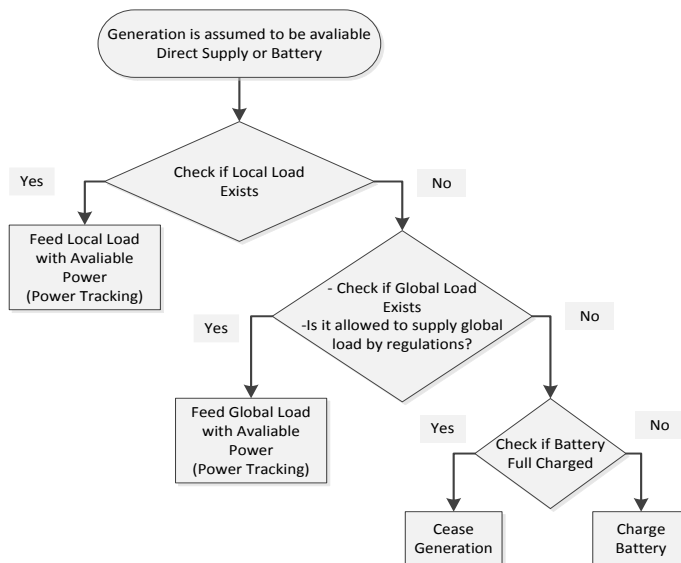 Generation is assumed to be avaliable
Direct Supply or Battery
Check if Local Load
Exists
Yes
No
Feed Local Load
with Avaliable
Power
(Power Tracking)
- Check if Global Load
Exists
-Is it allowed to supply global
load by regulations?
Yes
No
Feed Global Load
with Avaliable
Power
(Power Tracking)
Check if Battery
Full Charged
Yes
No
Cease
Generation
Charge
Battery